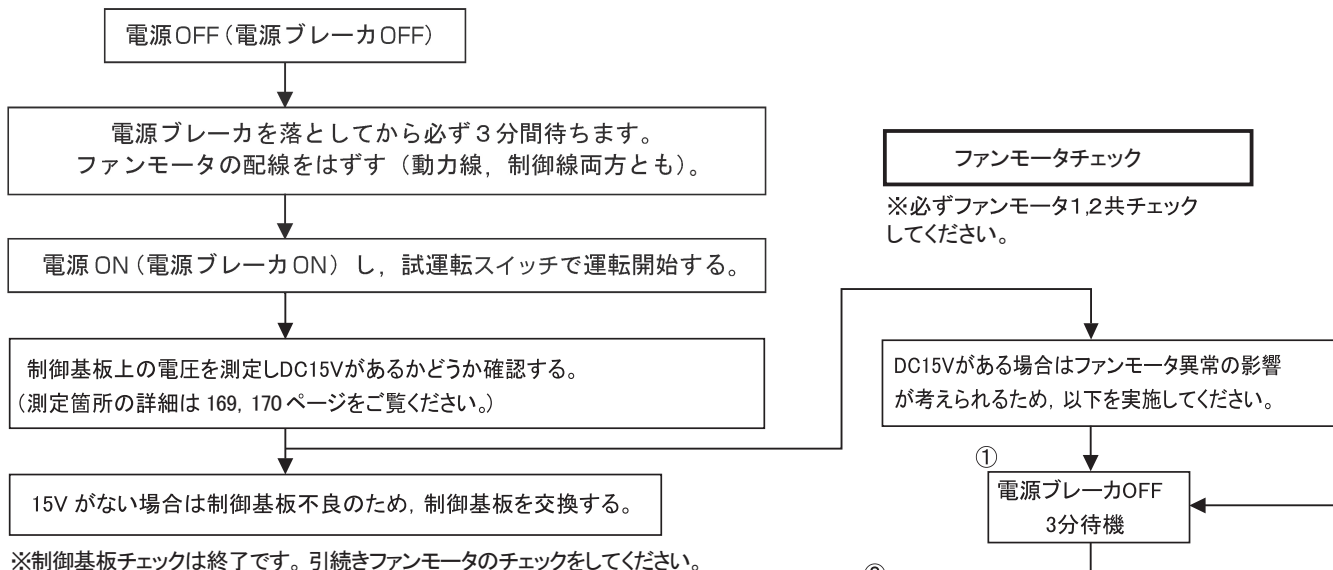 電源OFF(電源ブレーカOFF)
電源ブレーカを落としてから必ず3分間待ちます。
ファンモータの配線をはずす(動力線,制御線両方とも)。
電源ON(電源ブレーカON)し,試運転スイッチで運転開始する。
制御基板上の電圧を測定しDC15Vがあるかどうか確認する。
(測定箇所の詳細は 169, 170 ページをご覧ください。)
15V がない場合は制御基板不良のため,制御基板を交換する。
※制御基板チェックは終了です。引続きファンモータのチェックをしてください。
ファンモータチェック
※必ずファンモータ1,2共チェック
してください。
DC15Vがある場合はファンモータ異常の影響
が考えられるため,以下を実施してください。
①
電源ブレーカOFF
3分待機